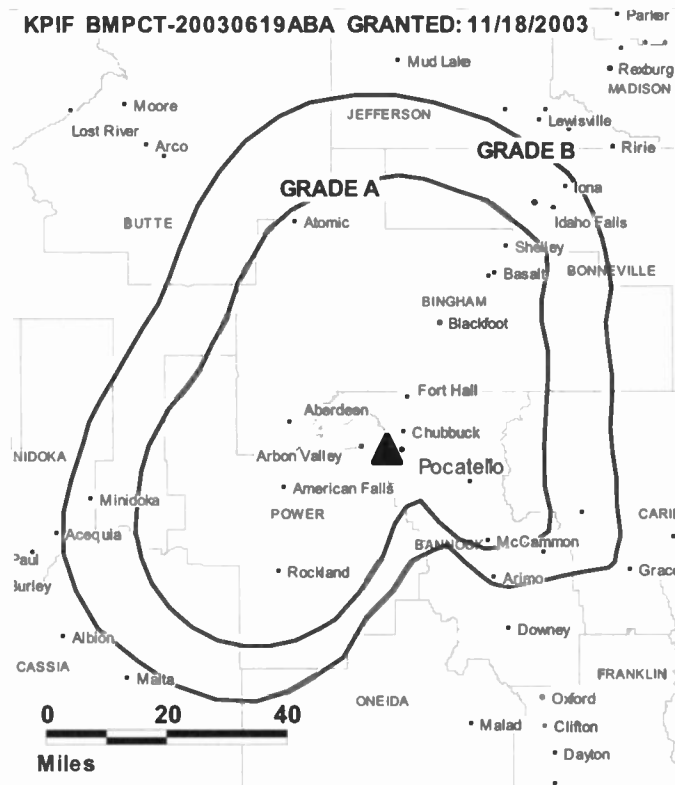 KPIF BMPCT-20030619ABA GRANTED: 11/18/2003
Parker
Mud Lake
Rexburg
MADISON
Moore
JEFFERSON
Lewisville
Lost River
Arco
GRADE B
Ririe
GRADE A
Iona
BUTTE
Atomic
Idaho Falls
Shelley
Basalt
BONNEVILLE
BINGHAM
Blackfoot
Fort Hall
Aberdeen
Chubbuck
NIDOKA
Arbon Valley
Pocatello
American Falls
Minidoka
POWER
CARI
Acequia
BANNOCK
McCammon
Paul
Rockland
Grace
Burley
Arimo
Albion
Downey
CASSIA
Malta
FRANKLIN
ONEIDA
Oxford
0 20 40
Malad
Clifton
Miles
Dayton